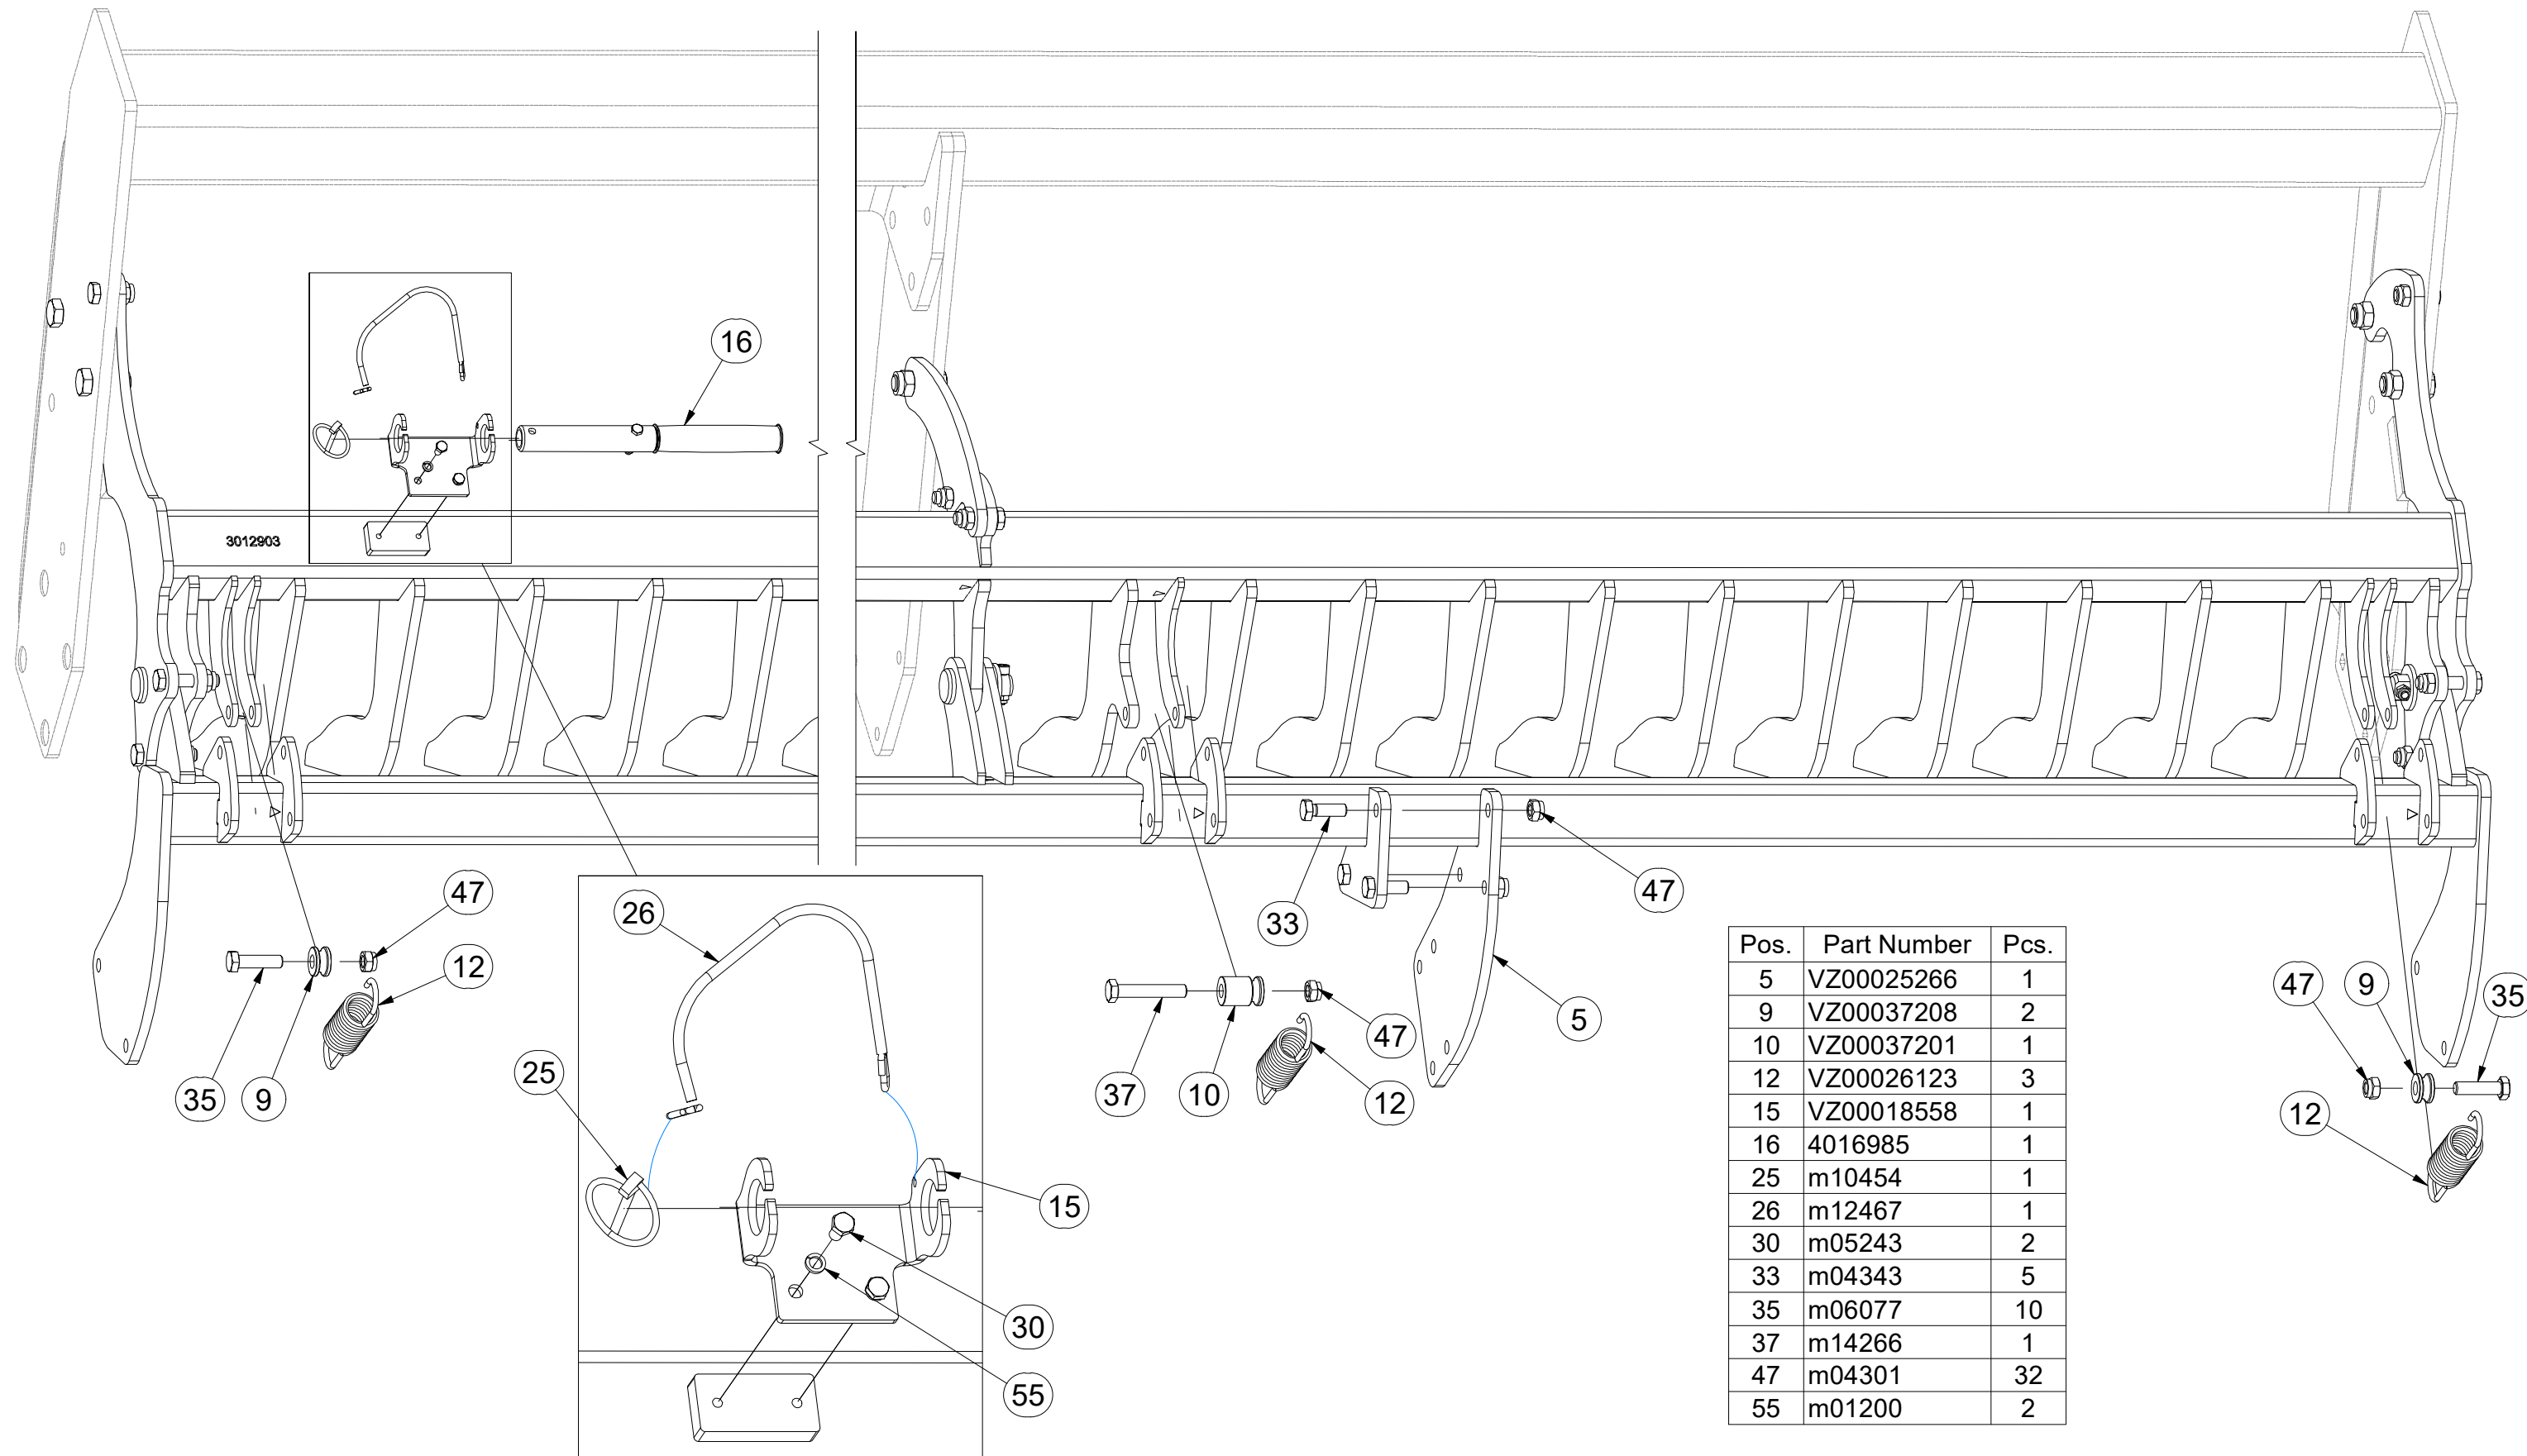 16
3012903
47
26
12
33
47
25
35
9
37
10
47
12
5
15
30
55
47
9
35
12
Pos. Part Number Pcs.
5 VZ00025266 1
9 VZ00037208 2
10 VZ00037201 1
12 VZ00026123 3
15 VZ00018558 1
16 4016985 1
25 m10454 1
26 m12467 1
30 m05243 2
33 m04343 5
35 m06077 10
37 m14266 1
47 m04301 32
55 m01200 2